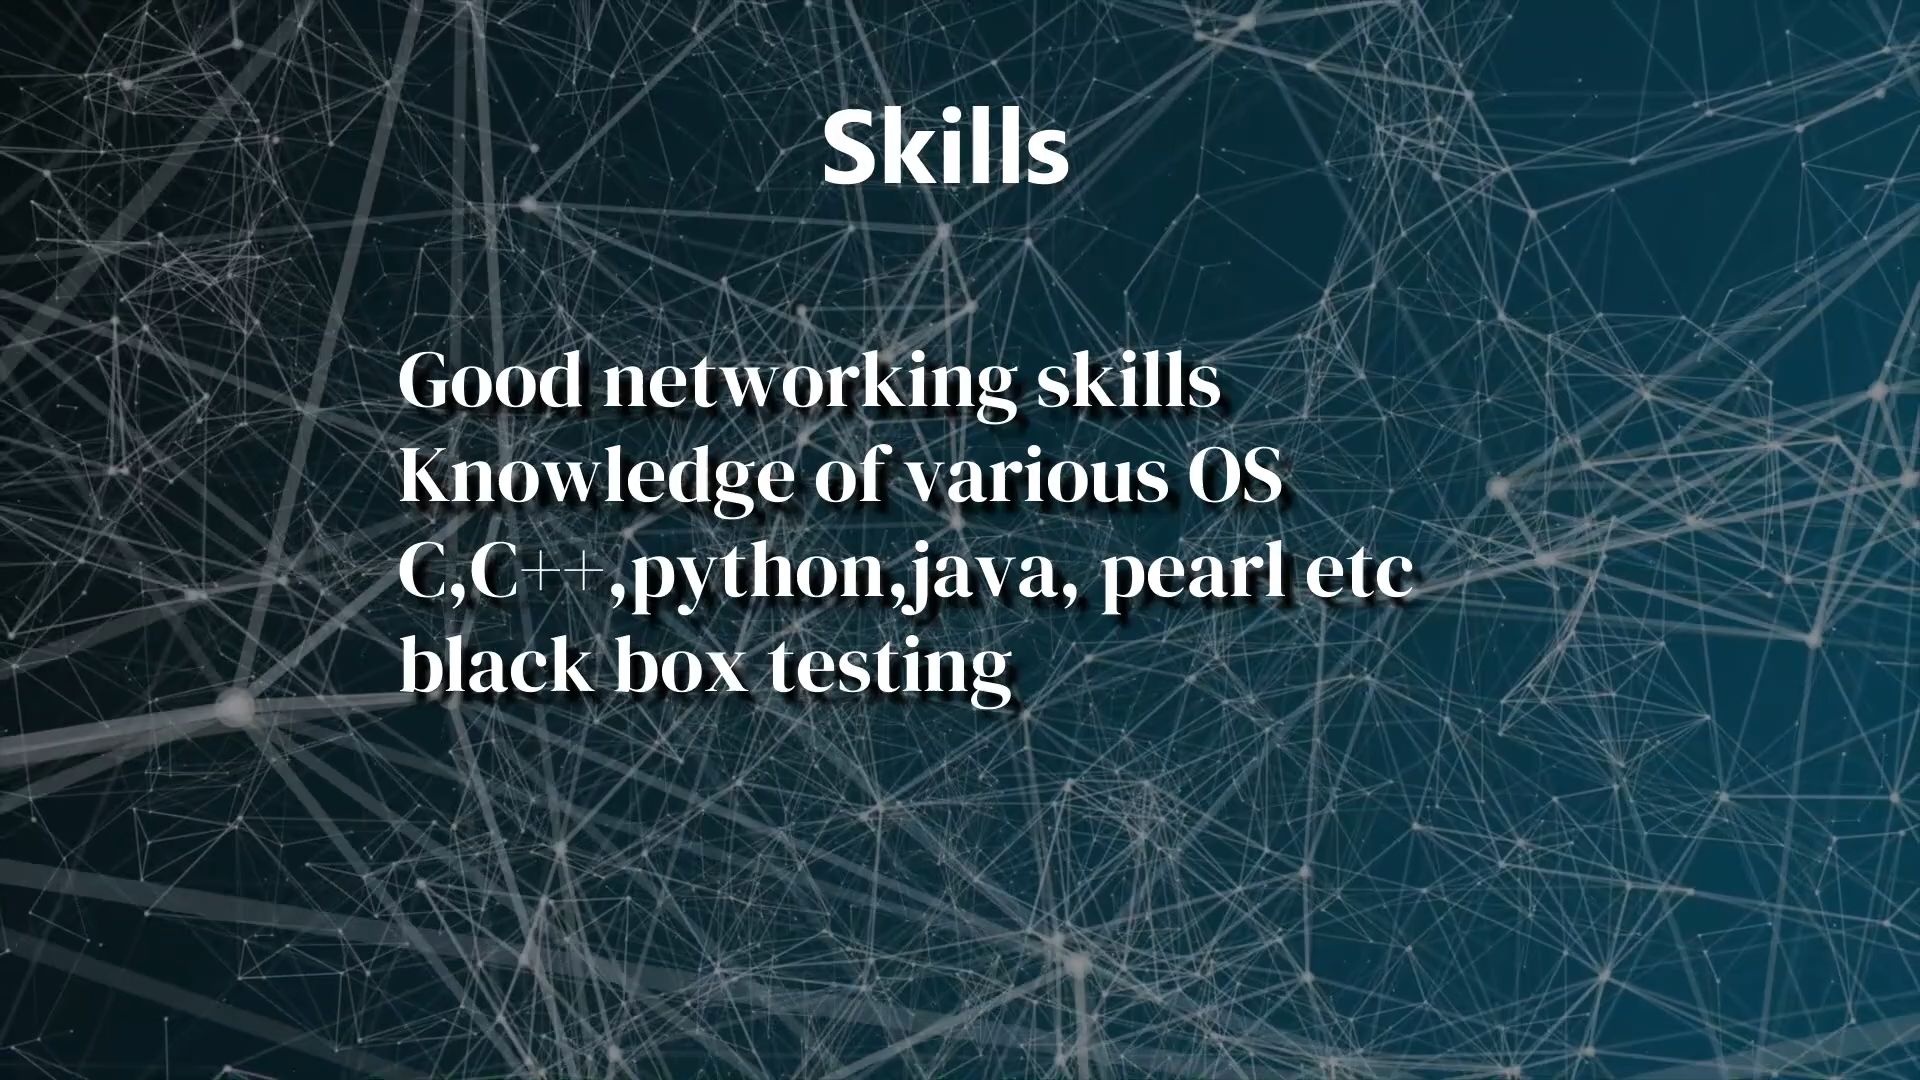 Skills
Good networking skills
Knowledge of various OS
C,C++,python,java, pearl etc
black box testing